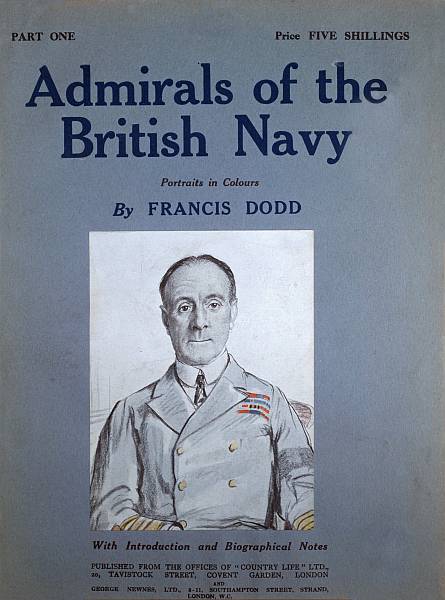 PART ONE
Price FIVE SHILLINGS
Admirals of the
British Navy
Portraits in Colours
By FRANCIS DODD
With Introduction and Biographical Notes
PUBLISHED FROM THE OFFICES OF "COUNTRY LIFE" LTD.,
20, TAVISTOCK STREET, COVENT GARDEN, LONDON
AND
GEORGE NEWNES, LTD., 8-11, SOUTHAMPTON STREET, STRAND,
LONDON, W.C.